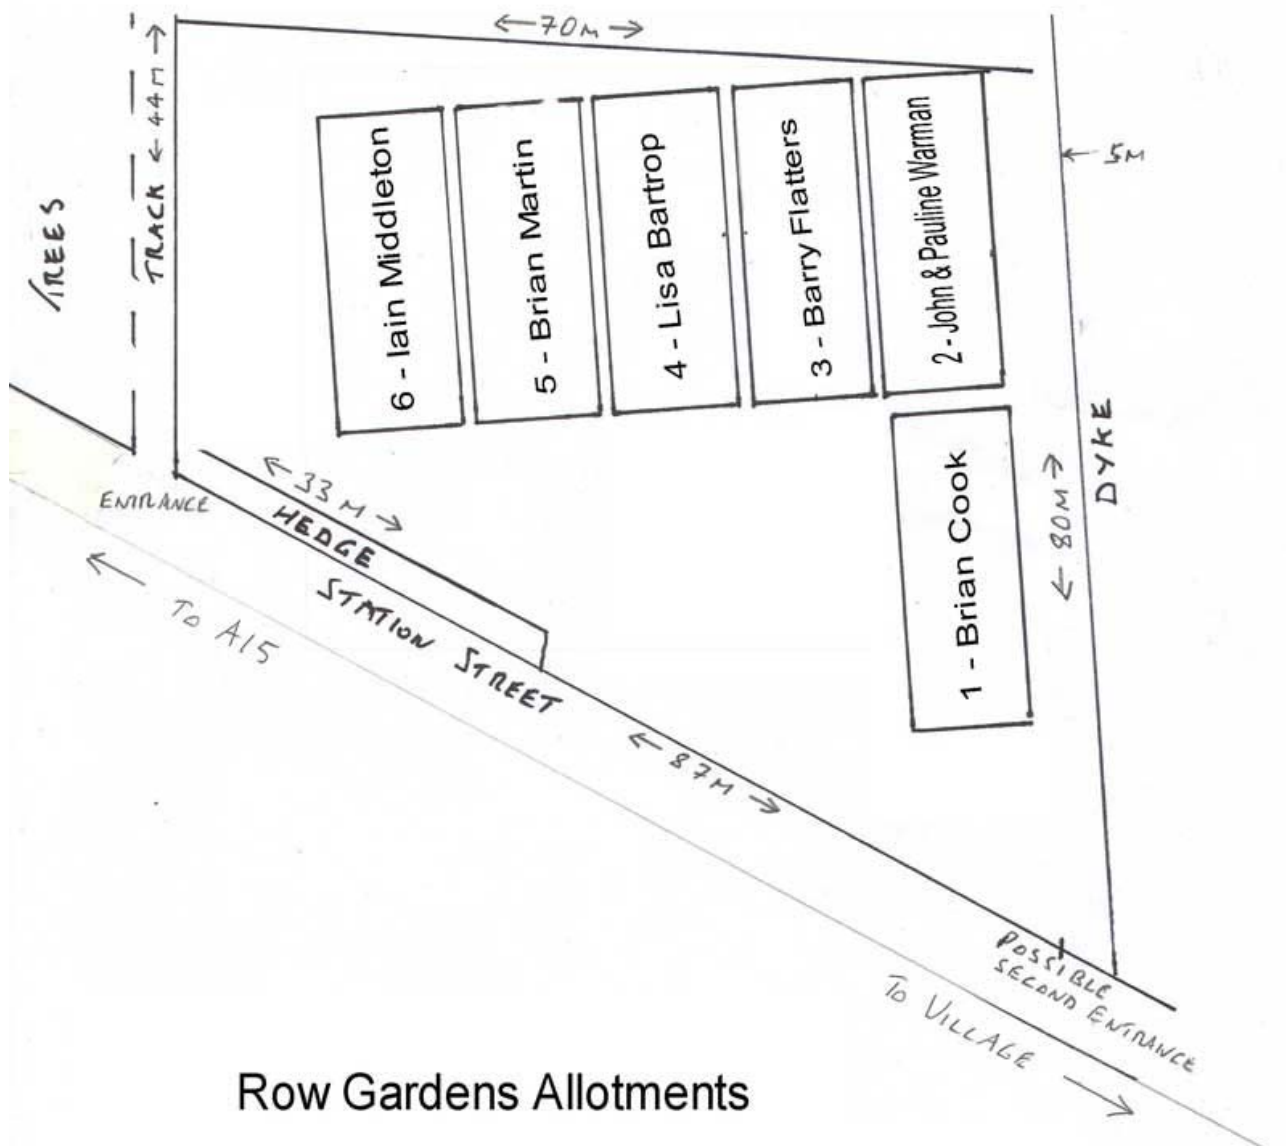 ← 70M →
← 44M →
TRACK
TREES
← 5M
6 - Iain Middleton
5 - Brian Martin
4 - Lisa Bartrop
3 - Barry Flatters
2 - John & Pauline Warman
1 - Brian Cook
DYKE
← 80M →
ENTRANCE
← 33M →
HEDGE
STATION STREET
← TO A15
← 87M →
POSSIBLE
SECOND ENTRANCE
TO VILLAGE →
Row Gardens Allotments